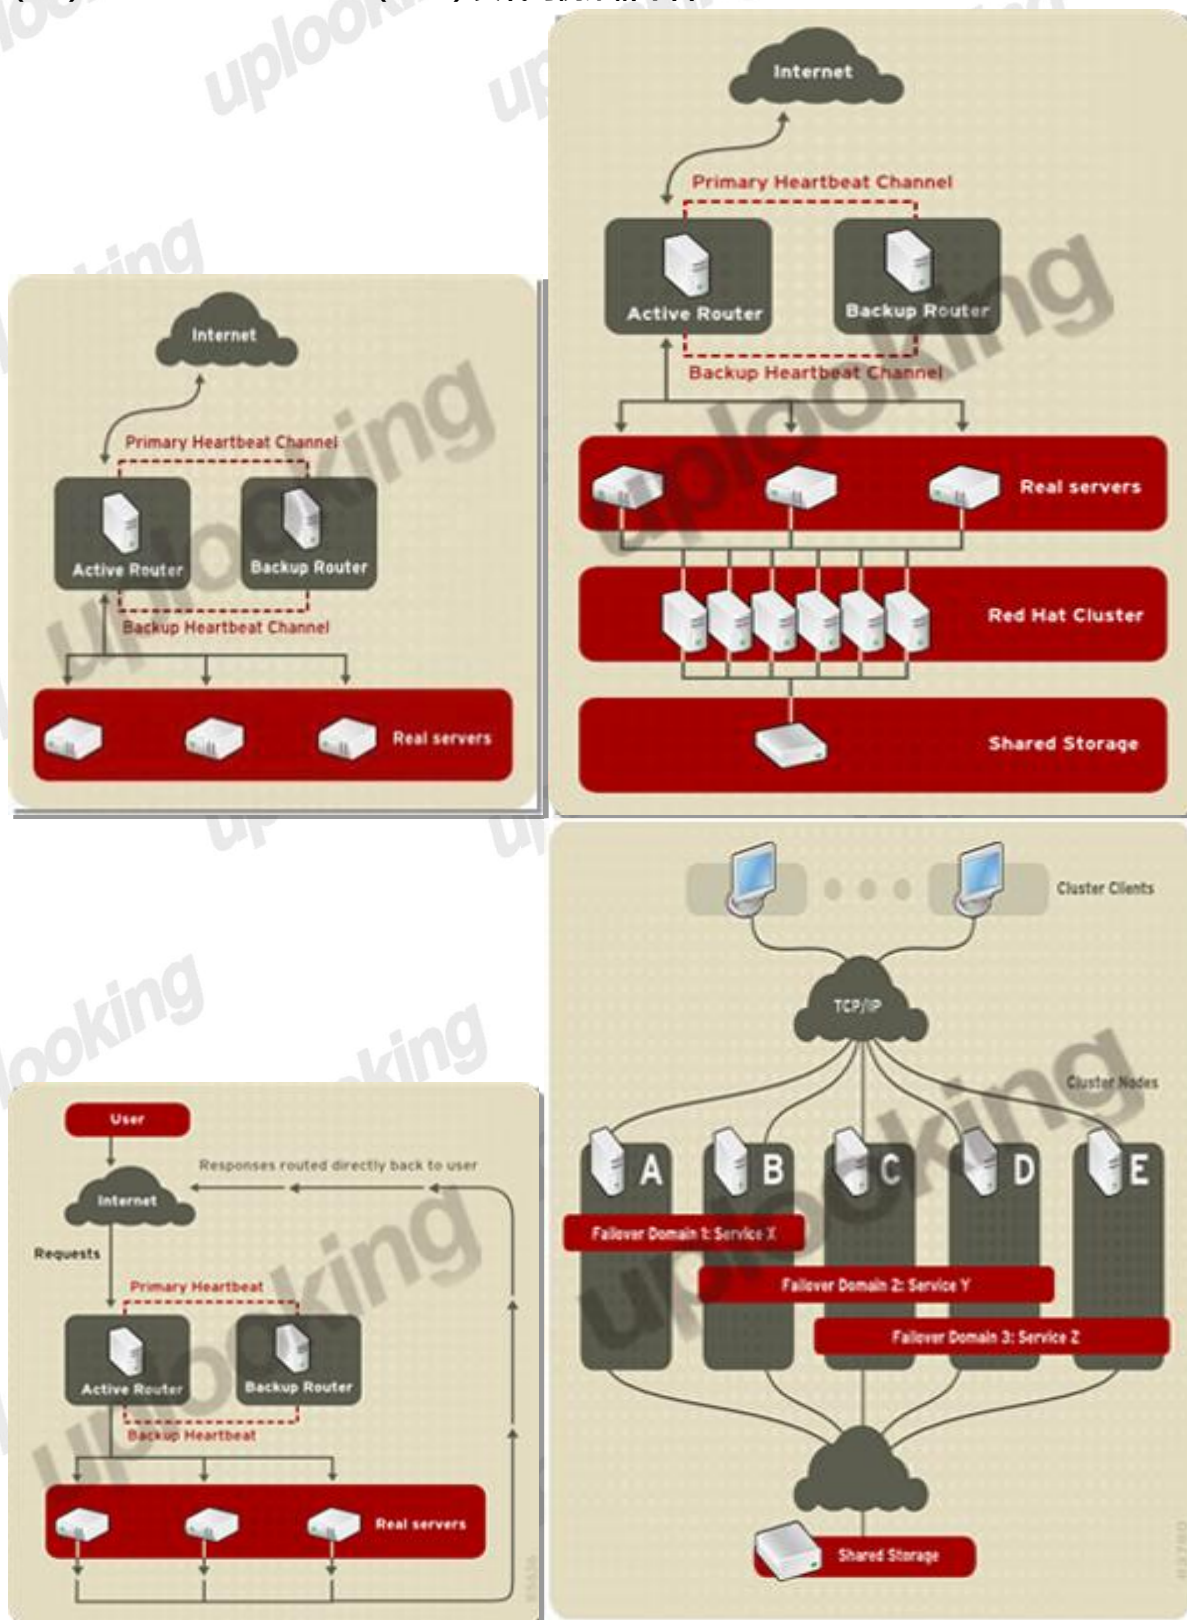 Internet
Primary Heartbeat Channel
Active Router
Backup Router
Backup Heartbeat Channel
Real servers
Internet
Primary Heartbeat Channel
Active Router
Backup Router
Backup Heartbeat Channel
Real servers
Red Hat Cluster
Shared Storage
User
Responses routed directly back to user
Internet
Requests
Primary Heartbeat
Active Router
Backup Router
Backup Heartbeat
Real servers
Cluster Clients
TCP/IP
Cluster Nodes
A B C D E
Failover Domain 1: Service X
Failover Domain 2: Service Y
Failover Domain 3: Service Z
Shared Storage
uplooking
uplooking
uplooking
uplooking